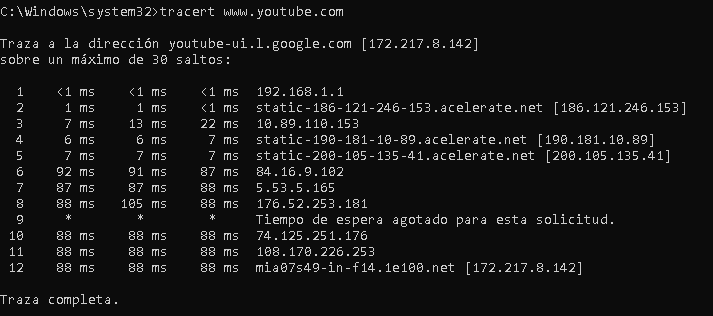 C:\Windows\system32>tracert www.youtube.com
Traza a la dirección youtube-ui.l.google.com [172.217.8.142]
sobre un máximo de 30 saltos:
1 <1 ms <1 ms <1 ms 192.168.1.1
2 1 ms 1 ms <1 ms static-186-121-246-153.acelerate.net [186.121.246.153]
3 7 ms 13 ms 22 ms 10.89.110.153
4 6 ms 6 ms 7 ms static-190-181-10-89.acelerate.net [190.181.10.89]
5 7 ms 7 ms 7 ms static-200-105-135-41.acelerate.net [200.105.135.41]
6 92 ms 91 ms 87 ms 84.16.9.102
7 87 ms 87 ms 88 ms 5.53.5.165
8 88 ms 105 ms 88 ms 176.52.253.181
9 * * * Tiempo de espera agotado para esta solicitud.
10 88 ms 88 ms 88 ms 74.125.251.176
11 88 ms 88 ms 88 ms 108.170.226.253
12 88 ms 88 ms 88 ms mia07s49-in-f14.1e100.net [172.217.8.142]
Traza completa.